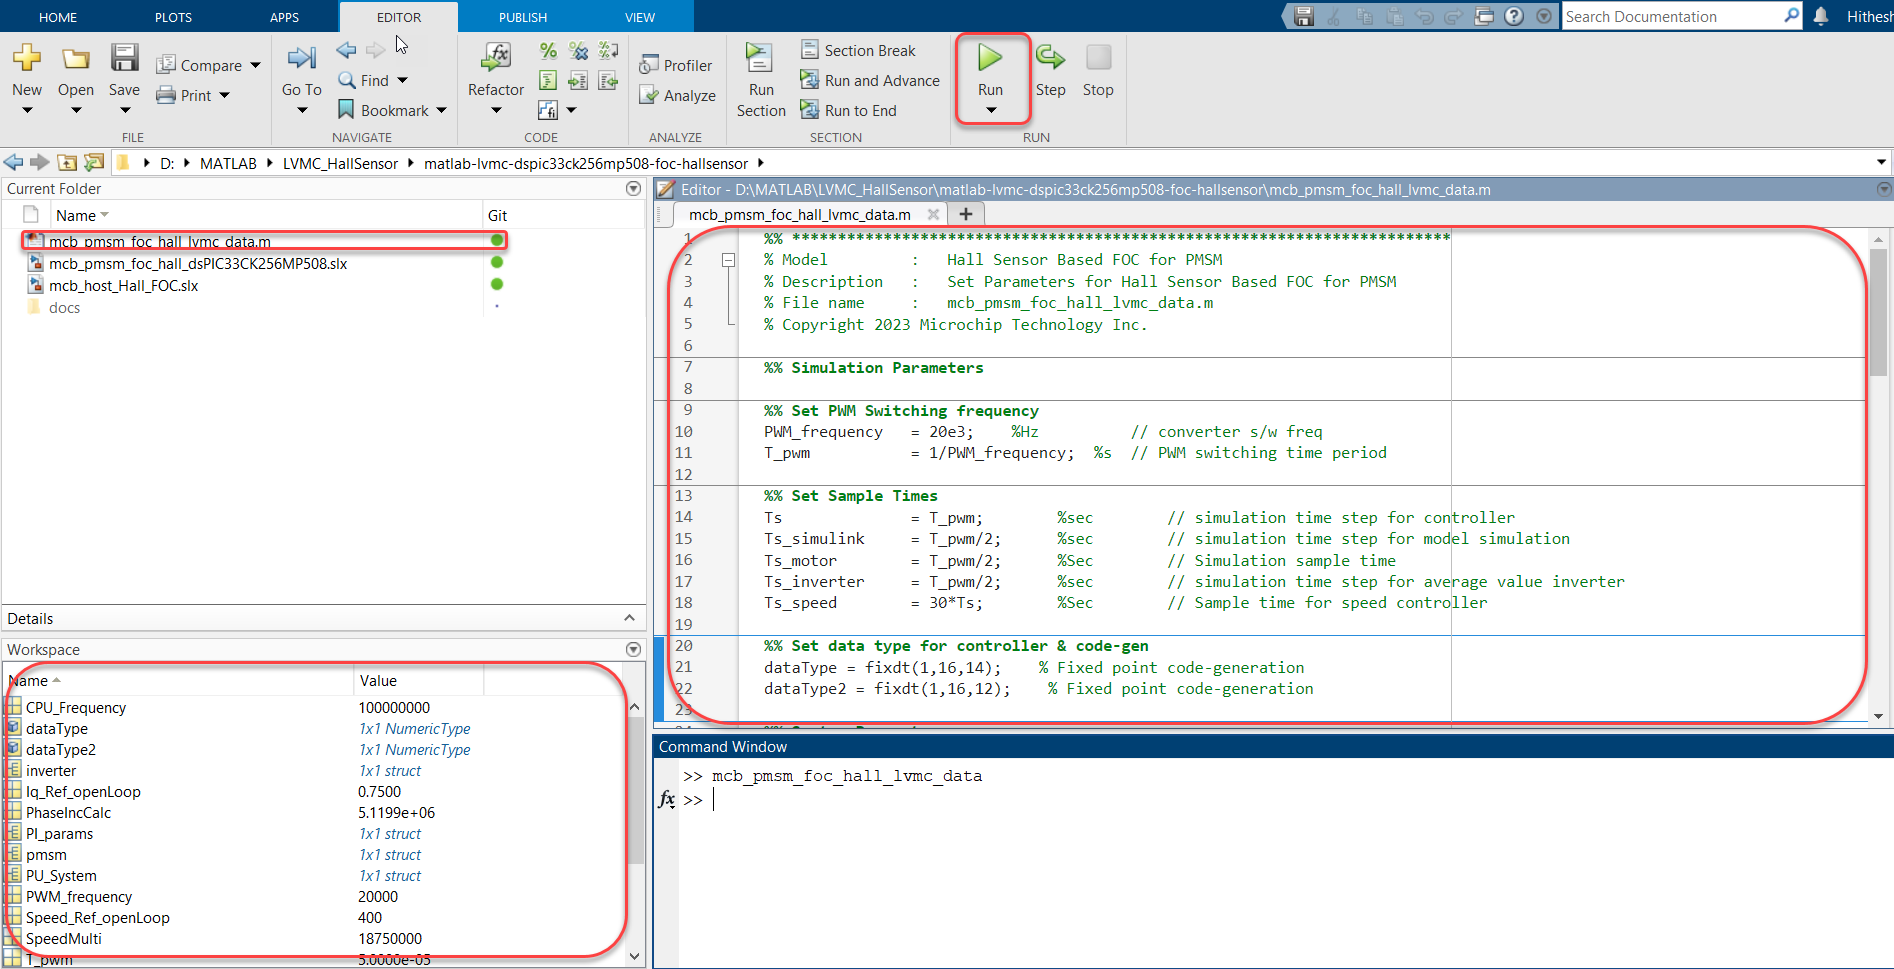 HOME PLOTS APPS EDITOR PUBLISH VIEW Search Documentation Hithesh
New Open Save Compare Print
FILE
Go To Find Bookmark
NAVIGATE
Refactor
CODE
Profiler
Analyze
ANALYZE
Run Section
Section Break
Run and Advance
Run to End
SECTION
Run Step Stop
RUN
D: MATLAB LVMC_HallSensor matlab-lvmc-dspic33ck256mp508-foc-hallsensor
Current Folder
Name Git
mcb_pmsm_foc_hall_lvmc_data.m
mcb_pmsm_foc_hall_dsPIC33CK256MP508.slx
mcb_host_Hall_FOC.slx
docs
Details
Workspace
Name Value
CPU_Frequency 100000000
dataType 1x1 NumericType
dataType2 1x1 NumericType
inverter 1x1 struct
Iq_Ref_openLoop 0.7500
PhaseIncCalc 5.1199e+06
PI_params 1x1 struct
pmsm 1x1 struct
PU_System 1x1 struct
PWM_frequency 20000
Speed_Ref_openLoop 400
SpeedMulti 18750000
T_pwm 5.0000e-05
Editor - D:\MATLAB\LVMC_HallSensor\matlab-lvmc-dspic33ck256mp508-foc-hallsensor\mcb_pmsm_foc_hall_lvmc_data.m
mcb_pmsm_foc_hall_lvmc_data.m
1 %% ************************************************************************
2 % Model : Hall Sensor Based FOC for PMSM
3 % Description : Set Parameters for Hall Sensor Based FOC for PMSM
4 % File name : mcb_pmsm_foc_hall_lvmc_data.m
5 % Copyright 2023 Microchip Technology Inc.
6
7 %% Simulation Parameters
8
9 %% Set PWM Switching frequency
10 PWM_frequency = 20e3; %Hz // converter s/w freq
11 T_pwm = 1/PWM_frequency; %s // PWM switching time period
12
13 %% Set Sample Times
14 Ts = T_pwm; %sec // simulation time step for controller
15 Ts_simulink = T_pwm/2; %sec // simulation time step for model simulation
16 Ts_motor = T_pwm/2; %Sec // Simulation sample time
17 Ts_inverter = T_pwm/2; %sec // simulation time step for average value inverter
18 Ts_speed = 30*Ts; %Sec // Sample time for speed controller
19
20 %% Set data type for controller & code-gen
21 dataType = fixdt(1,16,14); % Fixed point code-generation
22 dataType2 = fixdt(1,16,12); % Fixed point code-generation
23
Command Window
>> mcb_pmsm_foc_hall_lvmc_data
fx >>